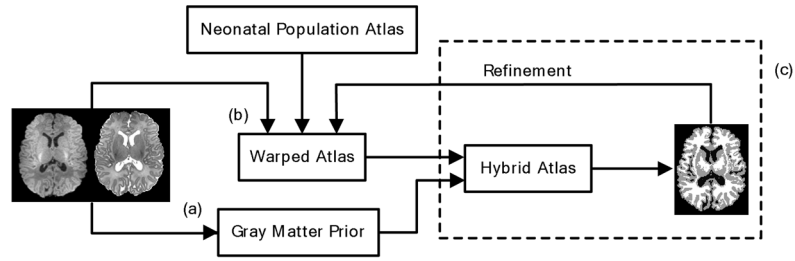 Neonatal Population Atlas
Refinement
(c)
(b)
Warped Atlas
Hybrid Atlas
(a)
Gray Matter Prior